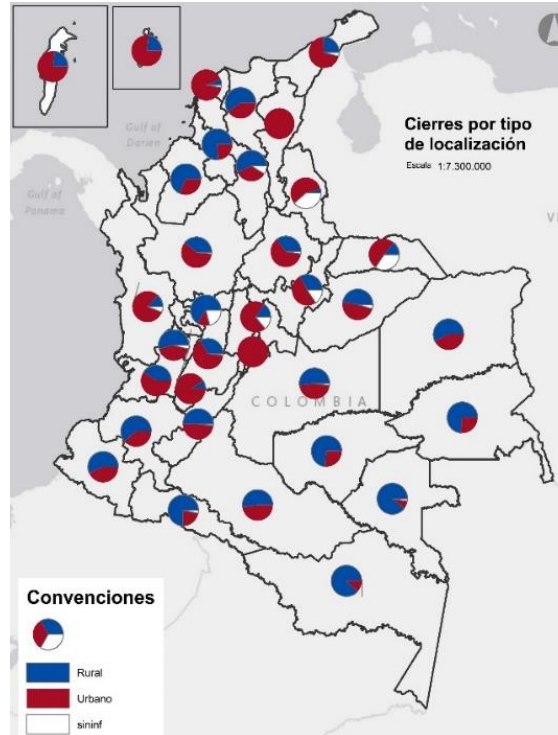 Cierres por tipo
de localización
Escala 1:7.300.000
Gulf of
Darien
Gulf of
Panama
VE
COLOMBIA
Convenciones
Rural
Urbano
sininf